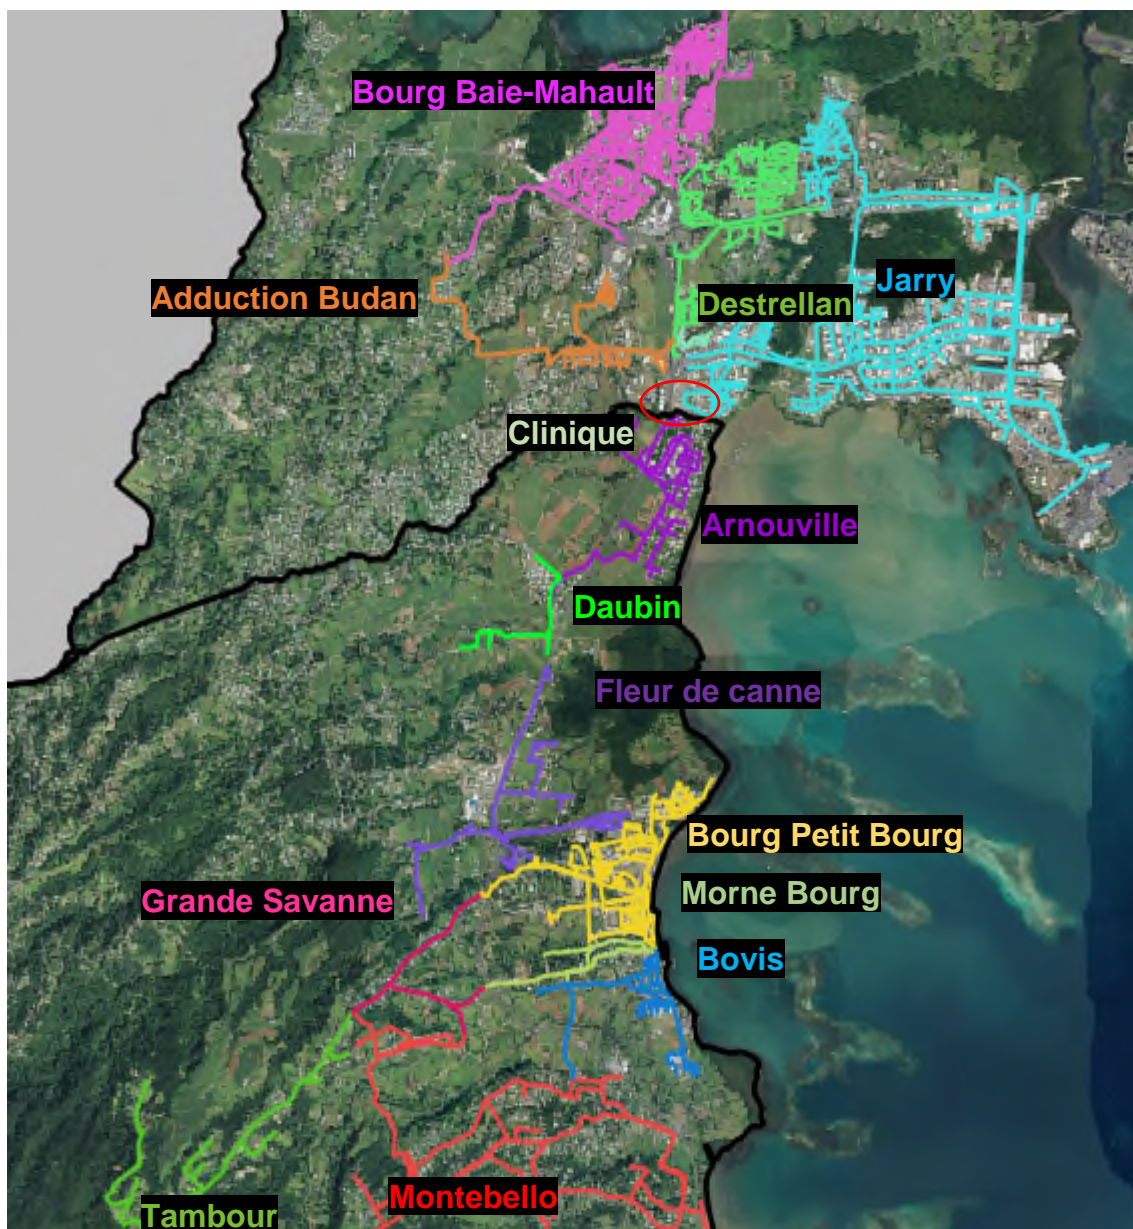 Bourg Baie-Mahault
Jarry
Adduction Budan
Destrellan
Clinique
Arnouville
Daubin
Fleur de canne
Bourg Petit Bourg
Grande Savanne
Morne Bourg
Bovis
Montebello
Tambour